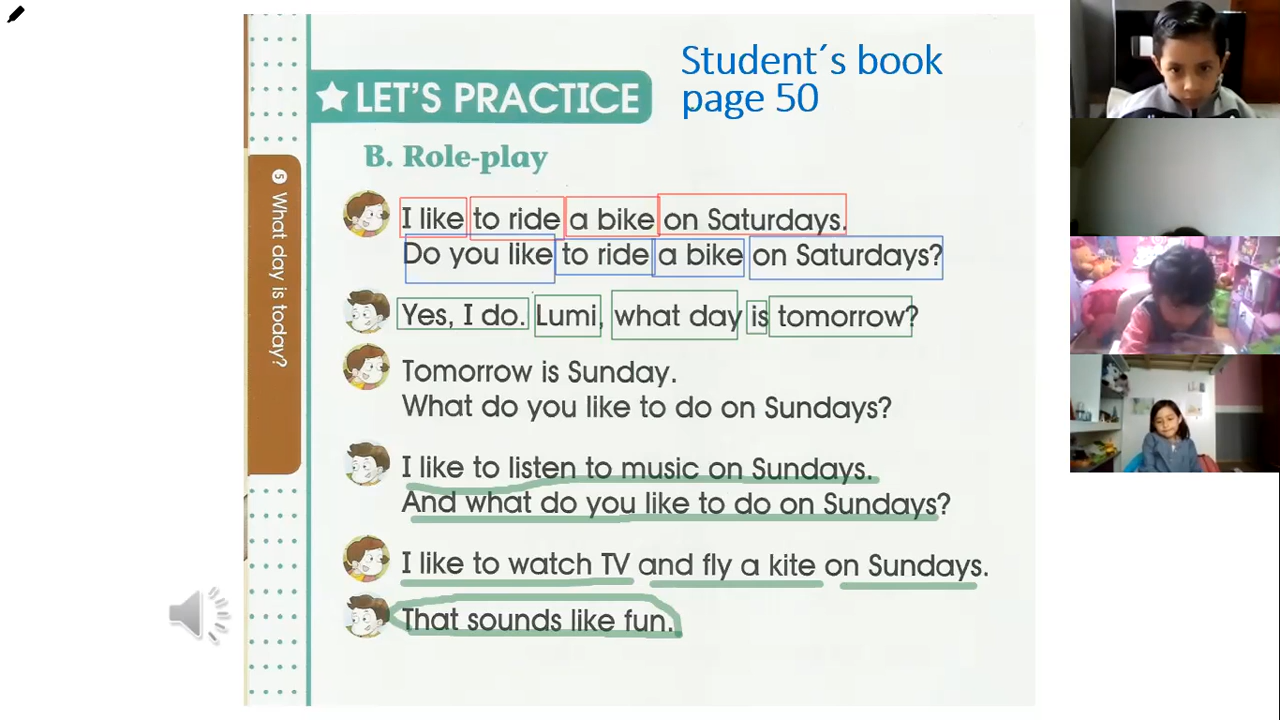 Student´s book
page 50
LET'S PRACTICE
B. Role-play
5 What day is today?
I like to ride a bike on Saturdays.
Do you like to ride a bike on Saturdays?
Yes, I do. Lumi, what day is tomorrow?
Tomorrow is Sunday.
What do you like to do on Sundays?
I like to listen to music on Sundays.
And what do you like to do on Sundays?
I like to watch TV and fly a kite on Sundays.
That sounds like fun.